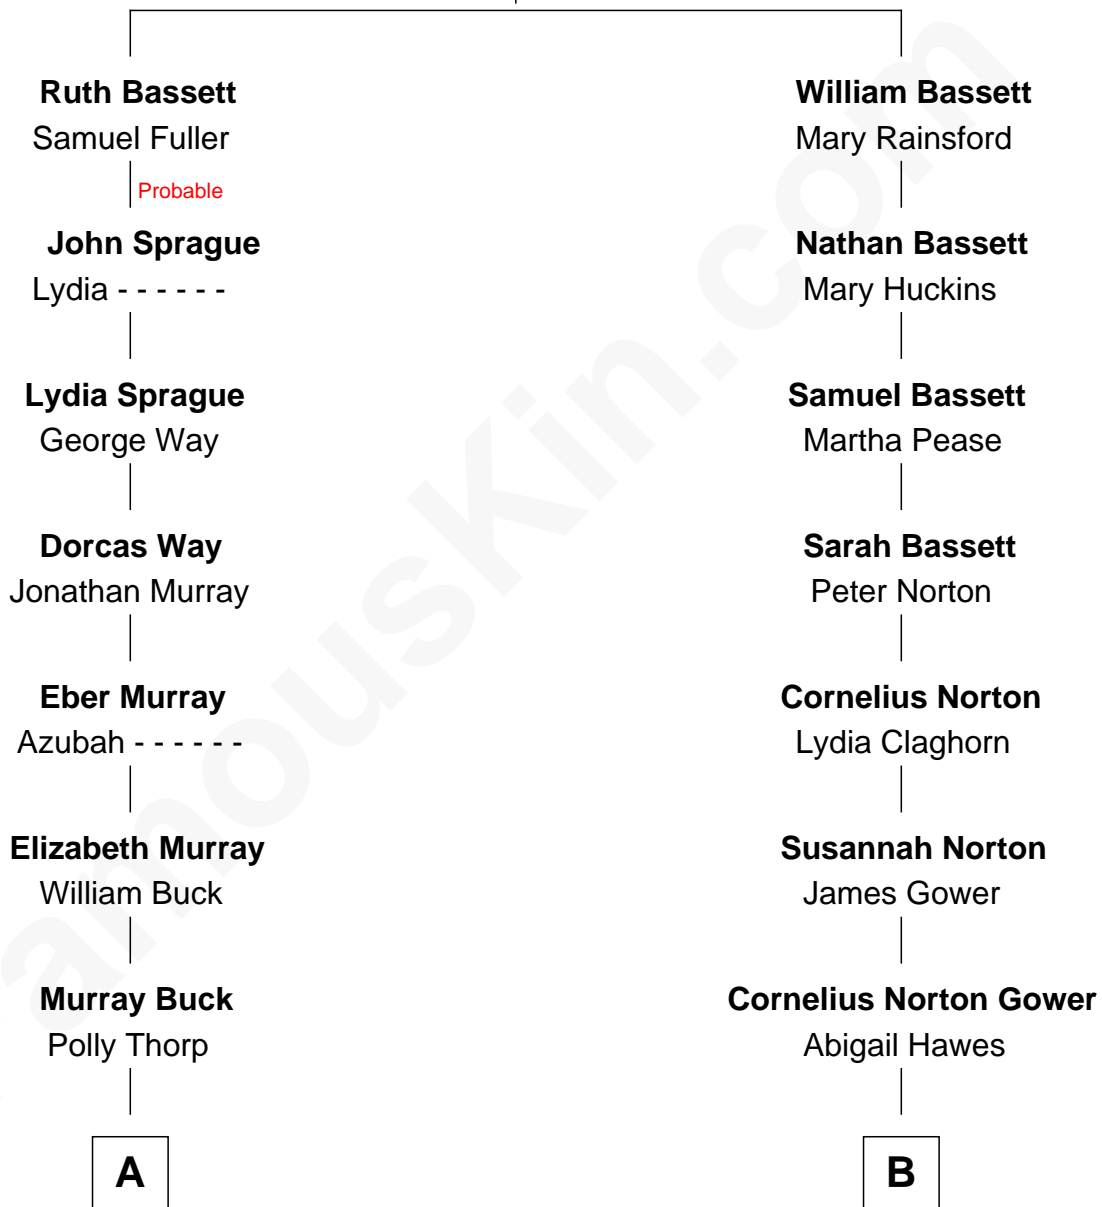 Ruth Bassett
Samuel Fuller
Probable
John Sprague
Lydia - - - - - -
Lydia Sprague
George Way
Dorcas Way
Jonathan Murray
Eber Murray
Azubah - - - - - -
Elizabeth Murray
William Buck
Murray Buck
Polly Thorp
A
William Bassett
Mary Rainsford
Nathan Bassett
Mary Huckins
Samuel Bassett
Martha Pease
Sarah Bassett
Peter Norton
Cornelius Norton
Lydia Claghorn
Susannah Norton
James Gower
Cornelius Norton Gower
Abigail Hawes
B
amousKin.com